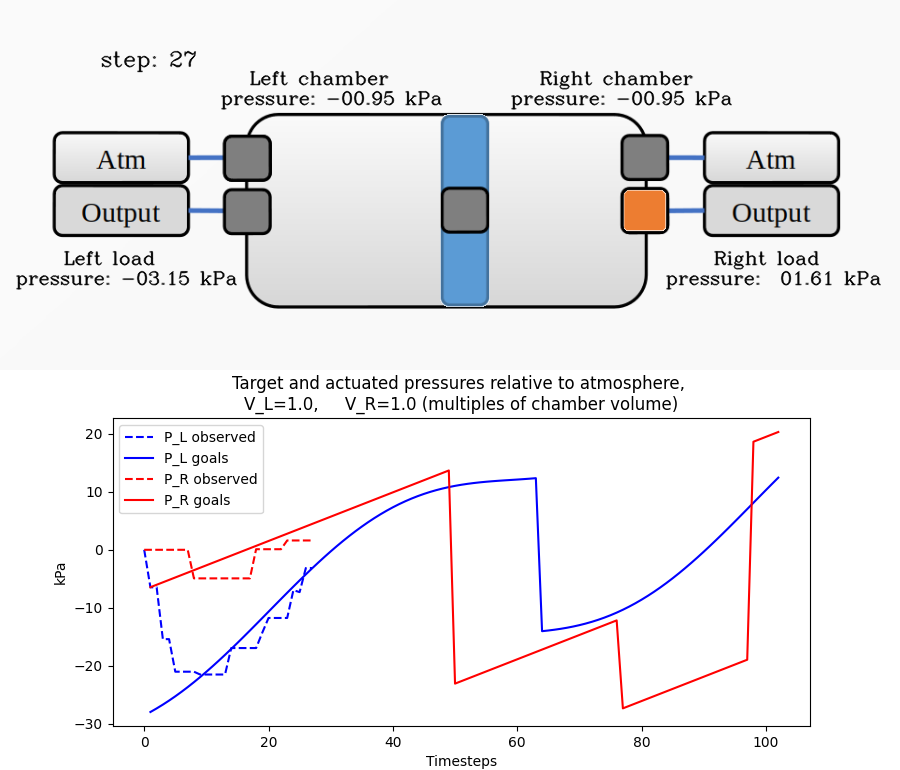 step: 27
Left chamber
pressure: −00.95 kPa
Right chamber
pressure: −00.95 kPa
Atm
Output
Atm
Output
Left load
pressure: −03.15 kPa
Right load
pressure:  01.61 kPa
Target and actuated pressures relative to atmosphere,
V_L=1.0,     V_R=1.0 (multiples of chamber volume)
P_L observed
P_L goals
P_R observed
P_R goals
20
10
0
−10
−20
−30
kPa
0 20 40 60 80 100
Timesteps